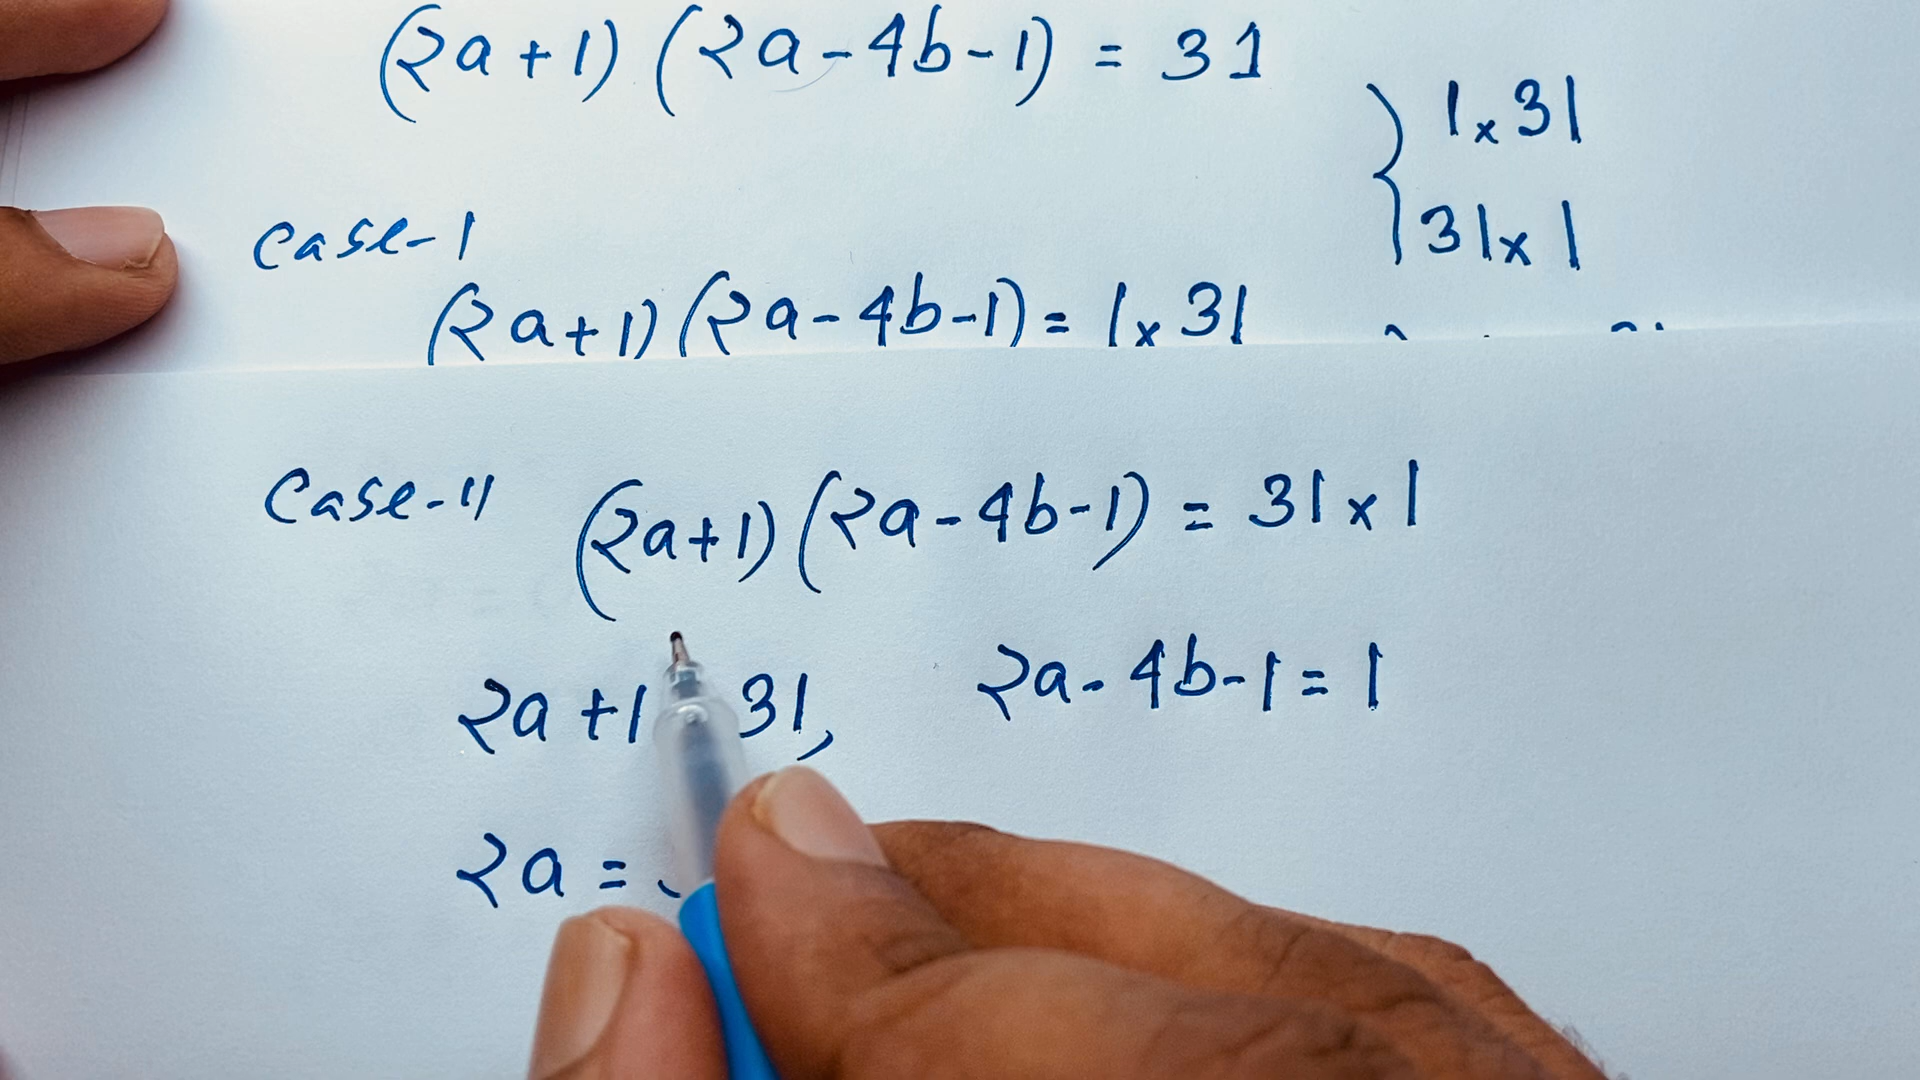 (2a+1)(2a-4b-1) = 31
1×31
31×1
Case-I
(2a+1)(2a-4b-1)= 1×31
Case-II (2a+1)(2a-4b-1) = 31×1
2a+1 31, 2a-4b-1=1
2a =